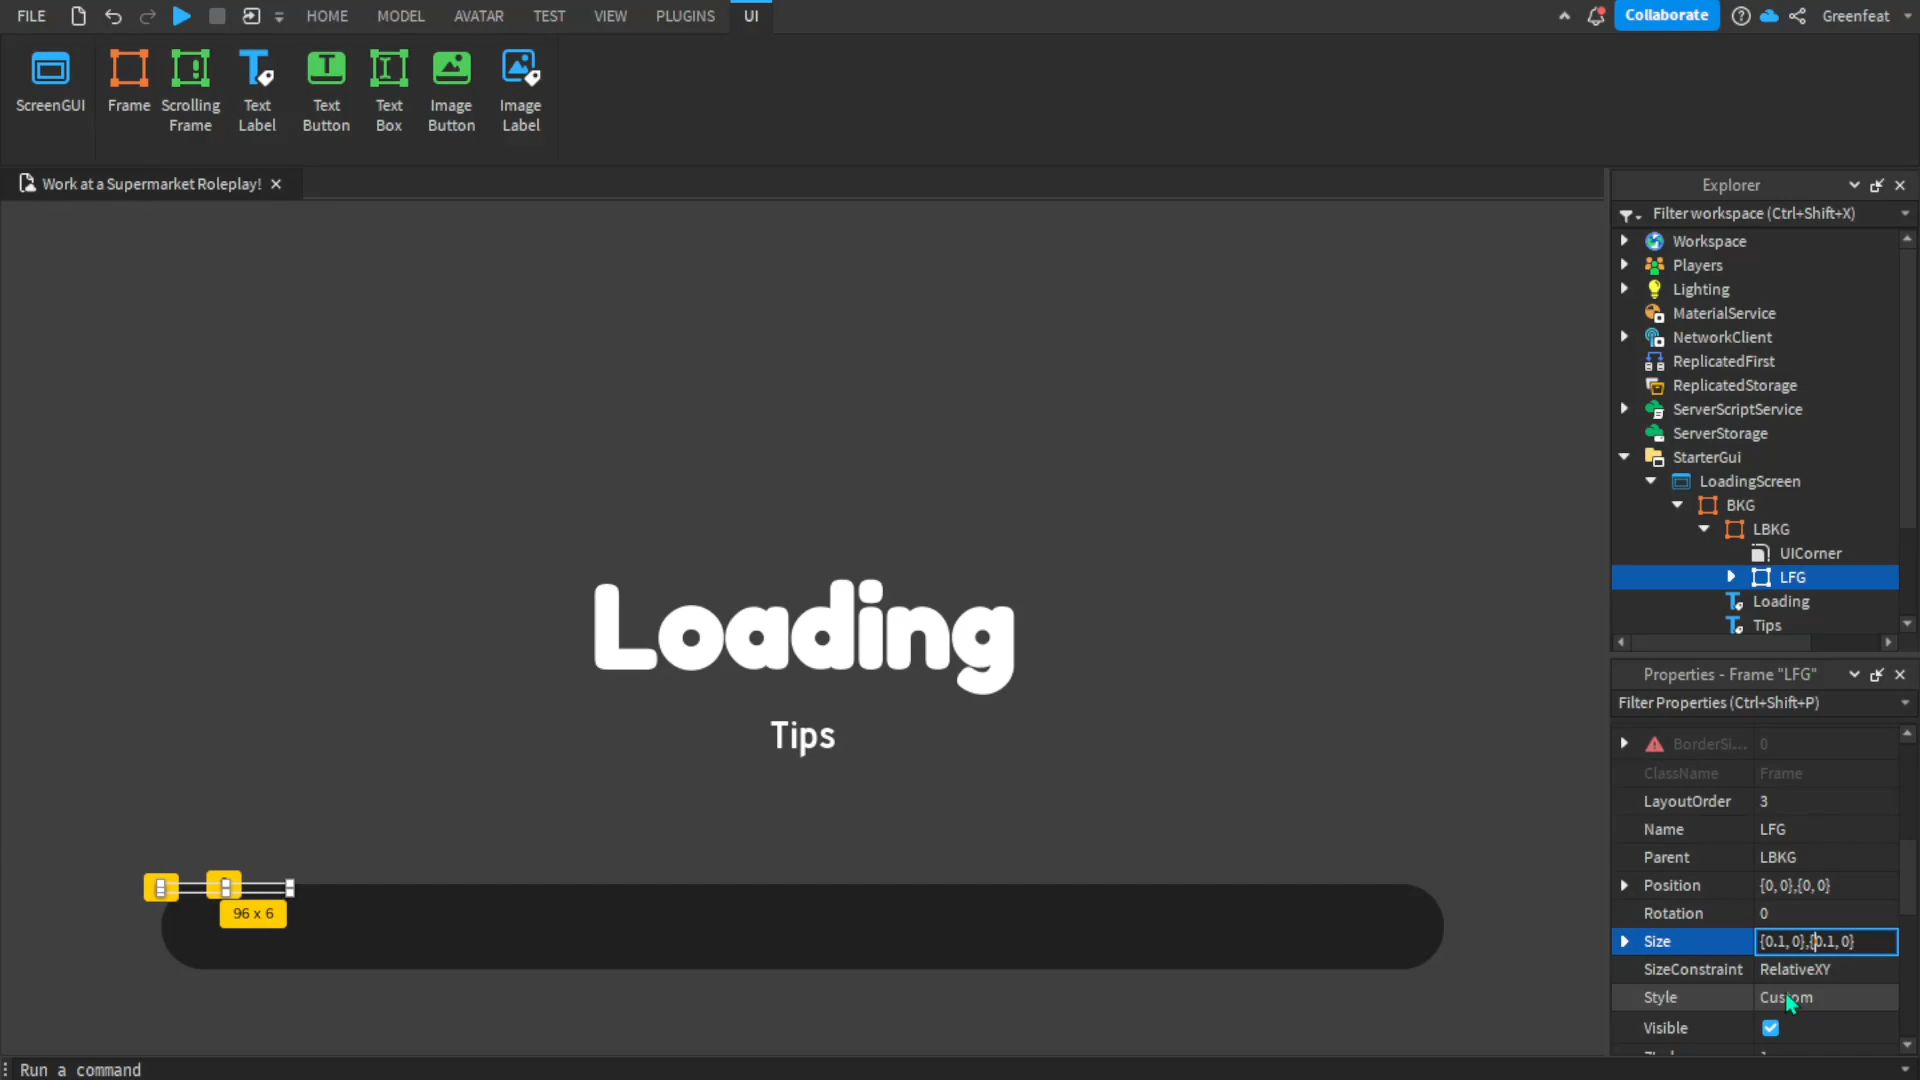 FILE HOME MODEL AVATAR TEST VIEW PLUGINS UI Collaborate Greenfeat
ScreenGUI
Frame
Scrolling
Frame
Text
Label
Text
Button
Text
Box
Image
Button
Image
Label
Work at a Supermarket Roleplay!
Loading
Tips
96 x 6
Explorer
Filter workspace (Ctrl+Shift+X)
Workspace
Players
Lighting
MaterialService
NetworkClient
ReplicatedFirst
ReplicatedStorage
ServerScriptService
ServerStorage
StarterGui
LoadingScreen
BKG
LBKG
UICorner
LFG
Loading
Tips
Properties - Frame "LFG"
Filter Properties (Ctrl+Shift+P)
BorderSi... 0
ClassName Frame
LayoutOrder 3
Name LFG
Parent LBKG
Position {0, 0},{0, 0}
Rotation 0
Size {0.1, 0},{0.1, 0}
SizeConstraint RelativeXY
Style Custom
Visible
Run a command